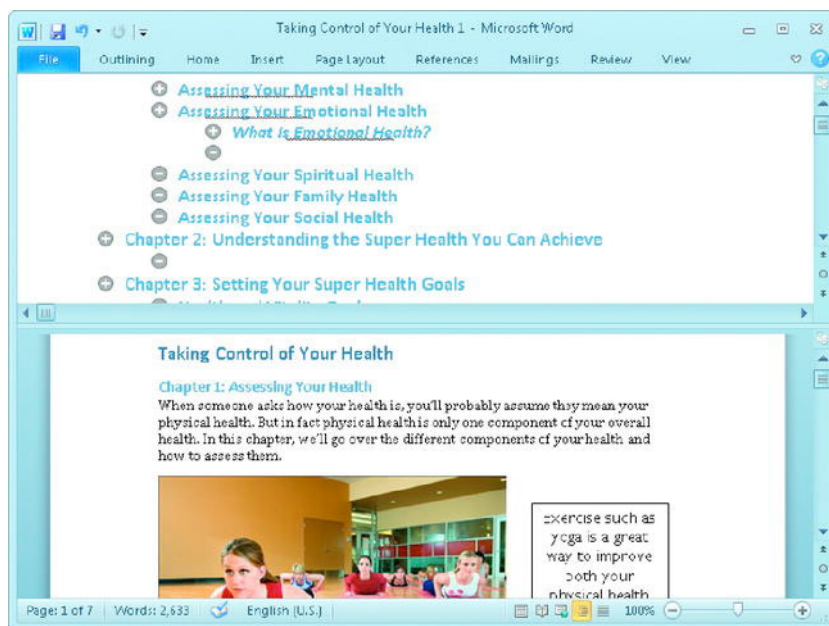 Taking Control of Your Health 1 - Microsoft Word
File Outlining Home Insert Page Layout References Mailings Review View
Assessing Your Mental Health
Assessing Your Emotional Health
What is Emotional Health?
Assessing Your Spiritual Health
Assessing Your Family Health
Assessing Your Social Health
Chapter 2: Understanding the Super Health You Can Achieve
Chapter 3: Setting Your Super Health Goals
Taking Control of Your Health
Chapter 1: Assessing Your Health
When someone asks how your health is, you'll probably assume they mean your
physical health. But in fact physical health is only one component of your overall
health. In this chapter, we'll go over the different components of your health and
how to assess them.
Exercise such as
yoga is a great
way to improve
both your
physical health
Page: 1 of 7 Words: 2,633 English (U.S.) 100%